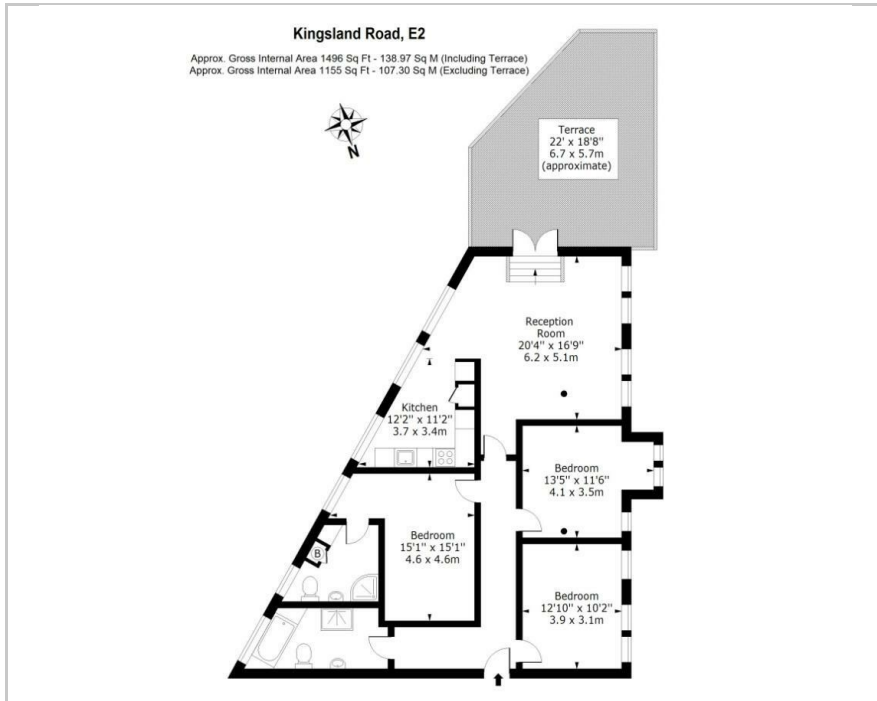 Kingsland Road, E2
Approx. Gross Internal Area 1496 Sq Ft - 138.97 Sq M (Including Terrace)
Approx. Gross Internal Area 1155 Sq Ft - 107.30 Sq M (Excluding Terrace)
N
Terrace
22' x 18'8''
6.7 x 5.7m
(approximate)
Reception
Room
20'4'' x 16'9''
6.2 x 5.1m
Kitchen
12'2'' x 11'2''
3.7 x 3.4m
Bedroom
13'5'' x 11'6''
4.1 x 3.5m
Bedroom
15'1'' x 15'1''
4.6 x 4.6m
B
Bedroom
12'10'' x 10'2''
3.9 x 3.1m